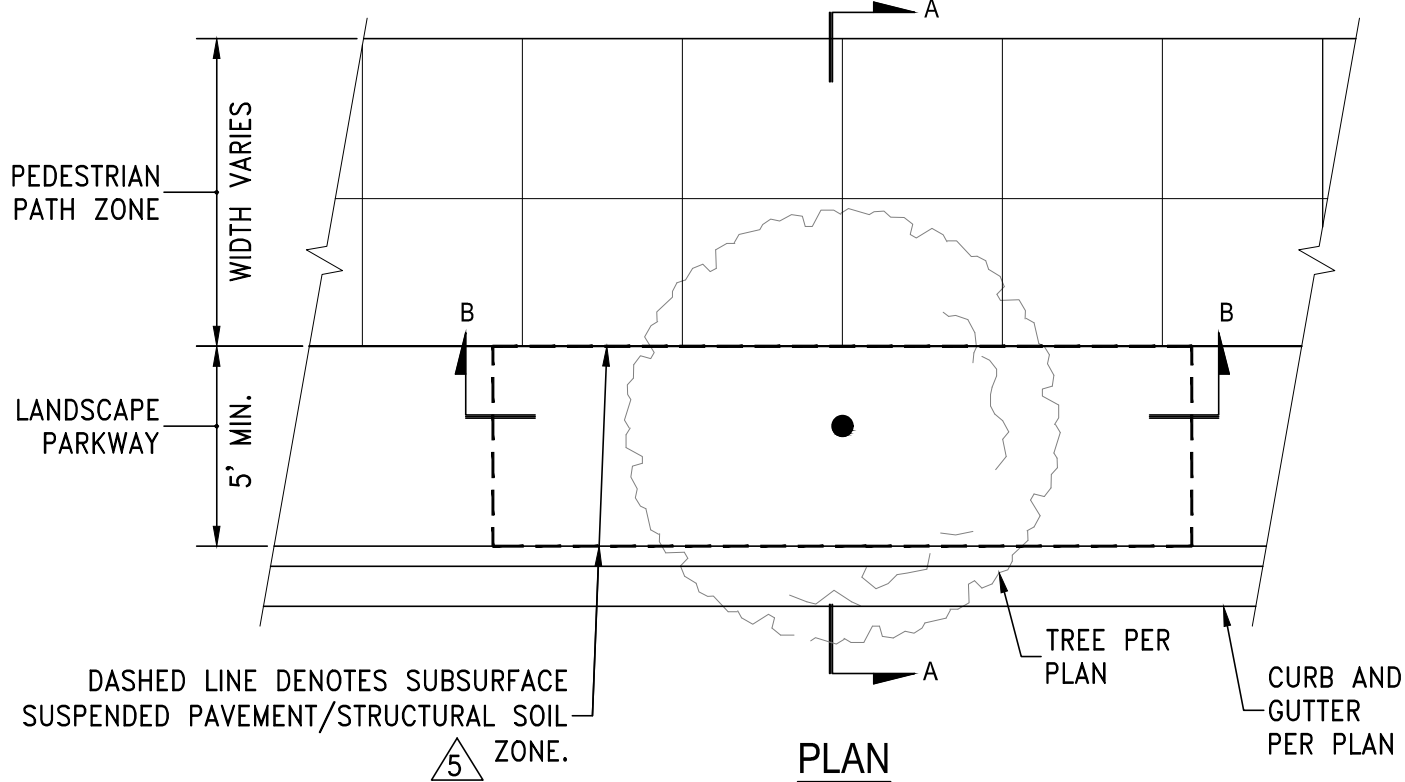 A
PEDESTRIAN
PATH ZONE
WIDTH VARIES
B
B
LANDSCAPE
PARKWAY
5' MIN.
TREE PER
PLAN
A
CURB AND
GUTTER
PER PLAN
DASHED LINE DENOTES SUBSURFACE
SUSPENDED PAVEMENT/STRUCTURAL SOIL
5 ZONE.
PLAN